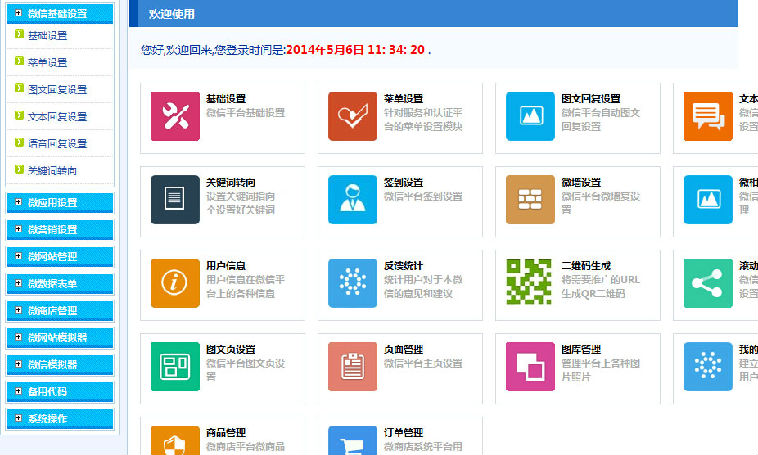 微信基础设置
基础设置
菜单设置
图文回复设置
文本回复设置
语言回复设置
关键词转向
微应用设置
微营销设置
微网站管理
微数据表单
微商店管理
微网站模拟器
微信模拟器
备用代码
系统操作
欢迎使用
您好,欢迎回来,您登录时间是:2014年5月6日 11: 34: 20 .
基础设置
微信平台基础设置
菜单设置
针对服务和认证平
台的菜单设置模块
图文回复设置
微信平台自动图文
回复设置
文本
微信
设置
关键词转向
设置关键词指向
个设置好关键词
签到设置
微信平台签到设置
微墙设置
微信平台微墙复设
置
微相
微信
理
用户信息
用户信息在微信平
台上的各种信息
反馈统计
统计用户对于本微
信的意见和建议
二维码生成
将需要推广的URL
生成QR二维码
滚动
微信
设置
图文页设置
微信平台图文页设
置
页面管理
微信平台主页设置
图库管理
管理平台上各种图
片照片
我的
建立
用户
商品管理
微商店平台微商品
订单管理
微商店系统平台用